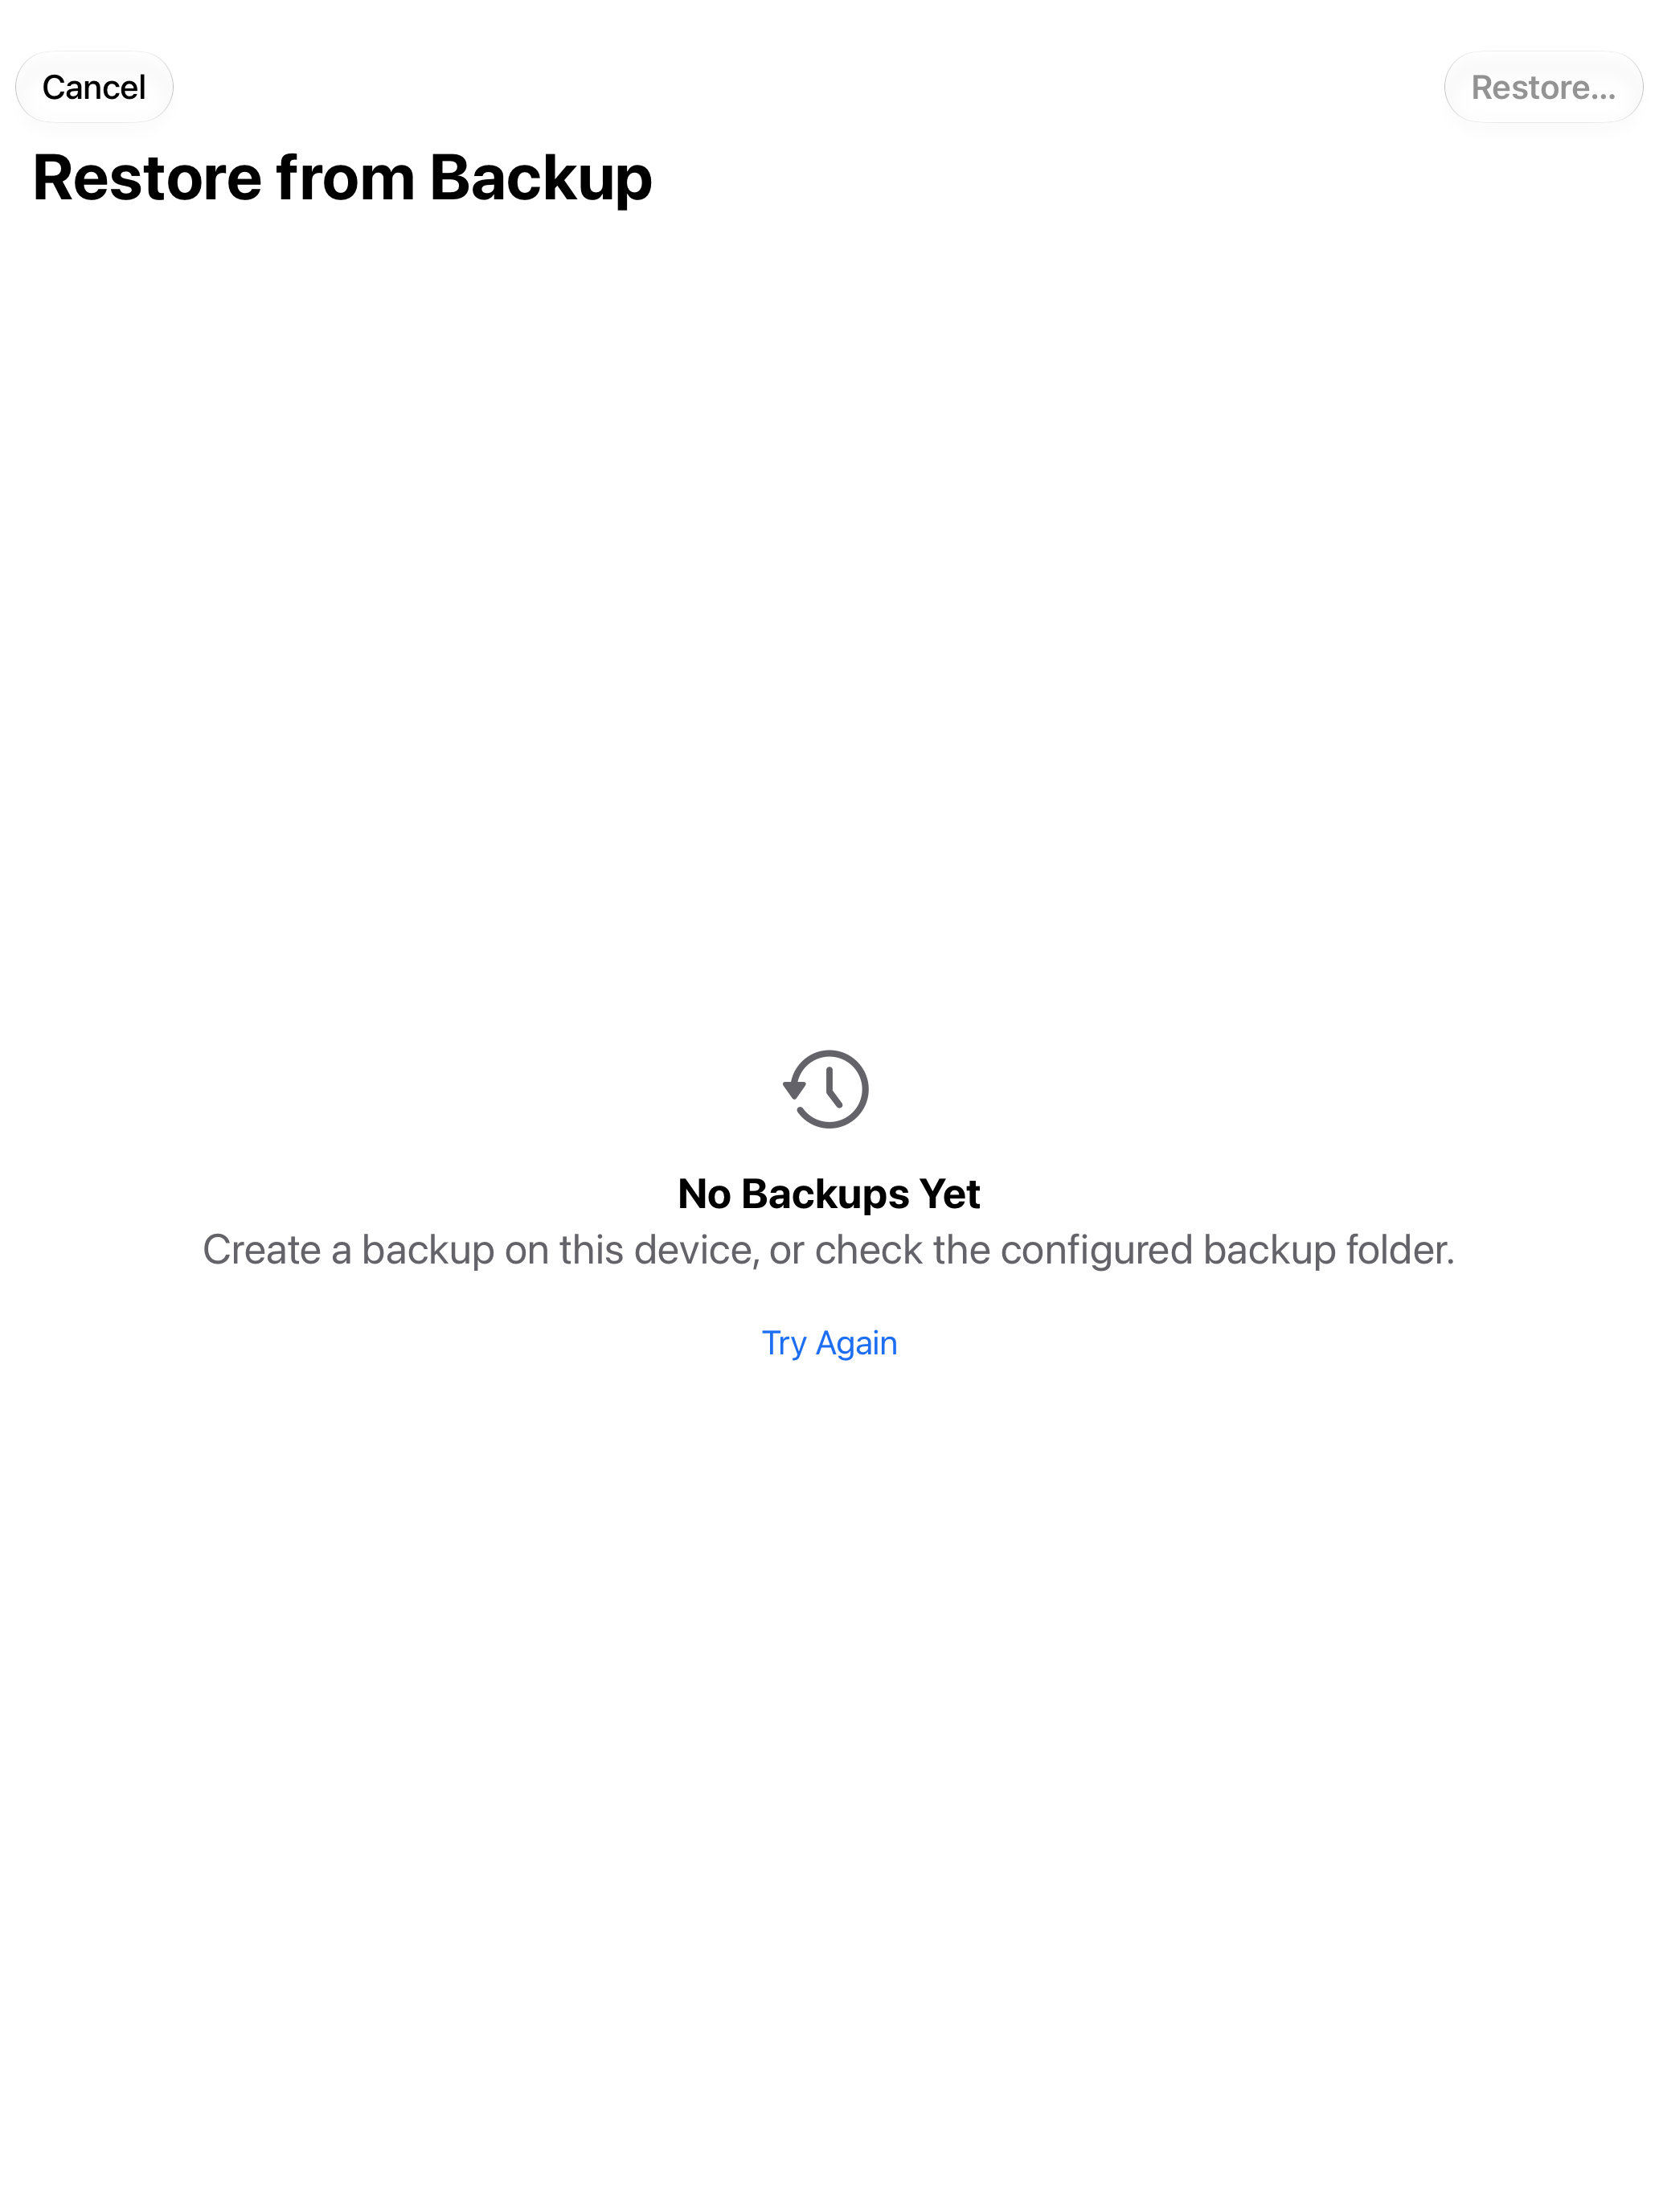 Cancel
Restore...
Restore from Backup
No Backups Yet
Create a backup on this device, or check the configured backup folder.
Try Again